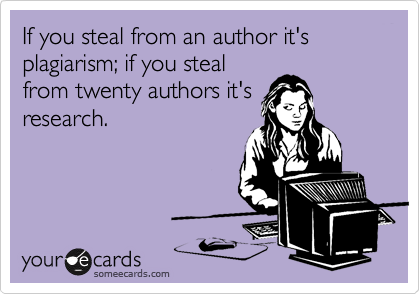 If you steal from an author it's
plagiarism; if you steal
from twenty authors it's
research.
your e cards
someecards.com